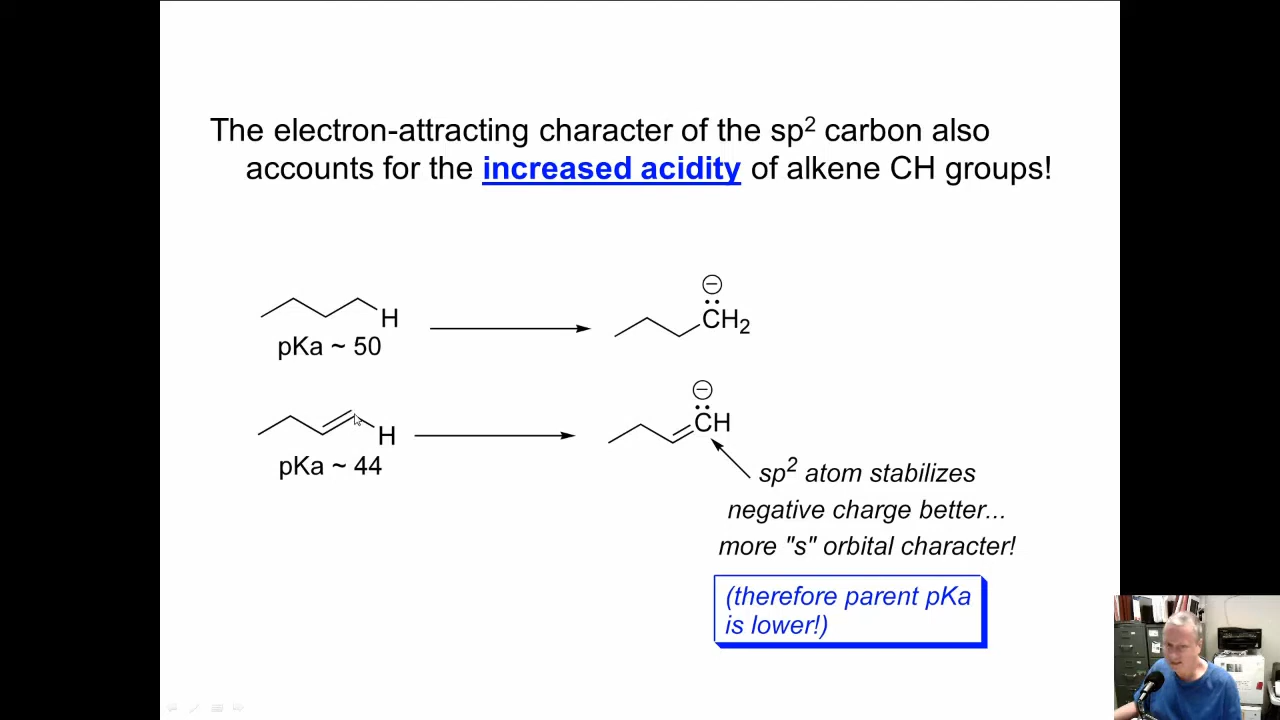 The electron-attracting character of the sp² carbon also
accounts for the increased acidity of alkene CH groups!
H
pKa ~ 50
⊖
CH₂
H
pKa ~ 44
⊖
CH
sp² atom stabilizes
negative charge better...
more "s" orbital character!
(therefore parent pKa
is lower!)